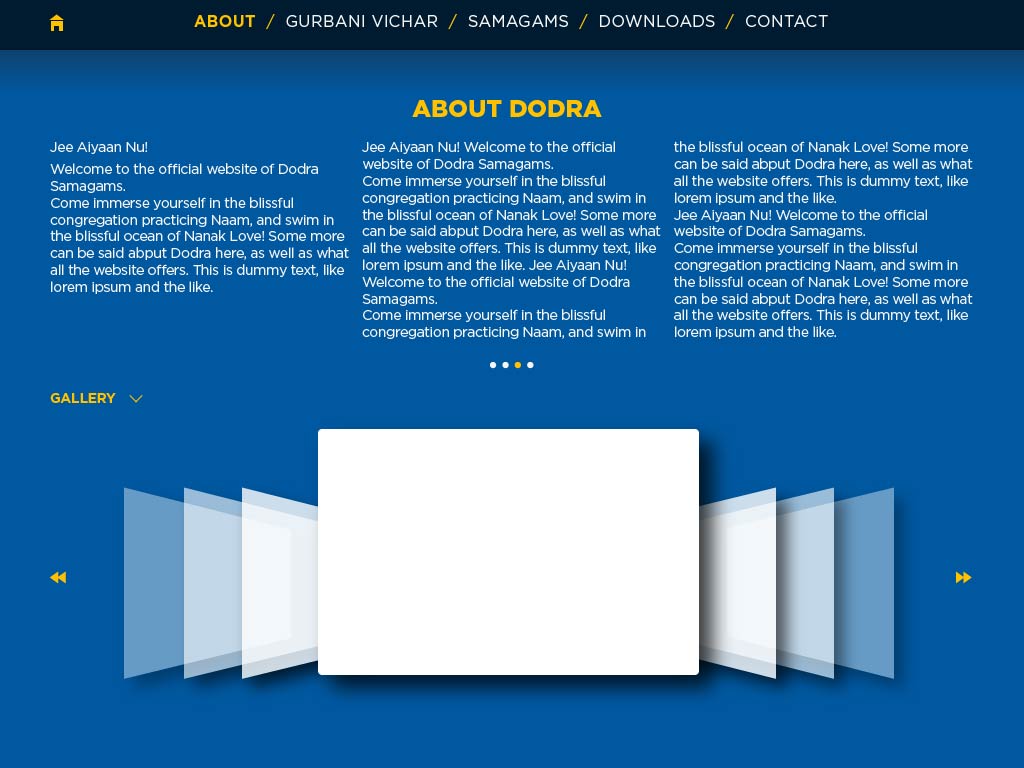 ABOUT / GURBANI VICHAR / SAMAGAMS / DOWNLOADS / CONTACT
ABOUT DODRA
Jee Aiyaan Nu!
Welcome to the official website of Dodra
Samagams.
Come immerse yourself in the blissful
congregation practicing Naam, and swim in
the blissful ocean of Nanak Love! Some more
can be said abput Dodra here, as well as what
all the website offers. This is dummy text, like
lorem ipsum and the like.
Jee Aiyaan Nu! Welcome to the official
website of Dodra Samagams.
Come immerse yourself in the blissful
congregation practicing Naam, and swim in
the blissful ocean of Nanak Love! Some more
can be said abput Dodra here, as well as what
all the website offers. This is dummy text, like
lorem ipsum and the like. Jee Aiyaan Nu!
Welcome to the official website of Dodra
Samagams.
Come immerse yourself in the blissful
congregation practicing Naam, and swim in
the blissful ocean of Nanak Love! Some more
can be said abput Dodra here, as well as what
all the website offers. This is dummy text, like
lorem ipsum and the like.
Jee Aiyaan Nu! Welcome to the official
website of Dodra Samagams.
Come immerse yourself in the blissful
congregation practicing Naam, and swim in
the blissful ocean of Nanak Love! Some more
can be said abput Dodra here, as well as what
all the website offers. This is dummy text, like
lorem ipsum and the like.
GALLERY